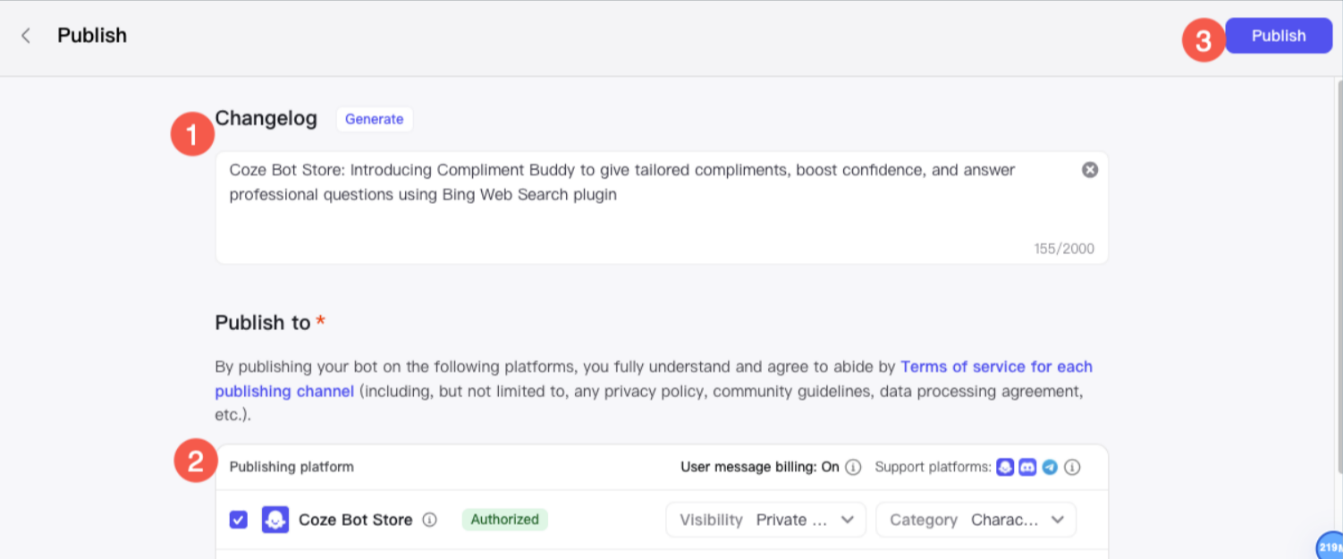 Publish
3 Publish
1 Changelog Generate
Coze Bot Store: Introducing Compliment Buddy to give tailored compliments, boost confidence, and answer
professional questions using Bing Web Search plugin
155/2000
Publish to *
By publishing your bot on the following platforms, you fully understand and agree to abide by Terms of service for each
publishing channel (including, but not limited to, any privacy policy, community guidelines, data processing agreement,
etc.).
2 Publishing platform User message billing: On Support platforms:
Coze Bot Store Authorized Visibility Private ... Category Charac...